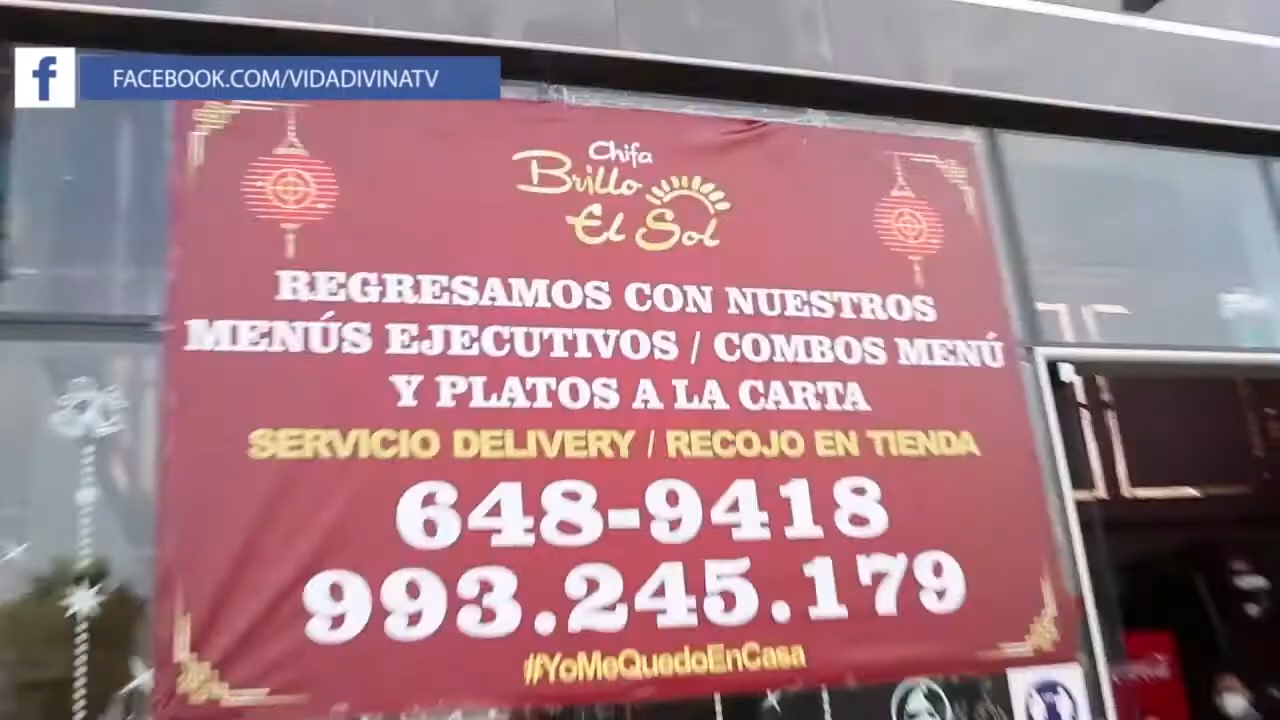 FACEBOOK.COM/VIDADIVINATV
Chifa
Brillo
El Sol
REGRESAMOS CON NUESTROS
MENÚS EJECUTIVOS / COMBOS MENÚ
Y PLATOS A LA CARTA
SERVICIO DELIVERY / RECOJO EN TIENDA
648-9418
993.245.179
#YoMeQuedoEnCasa